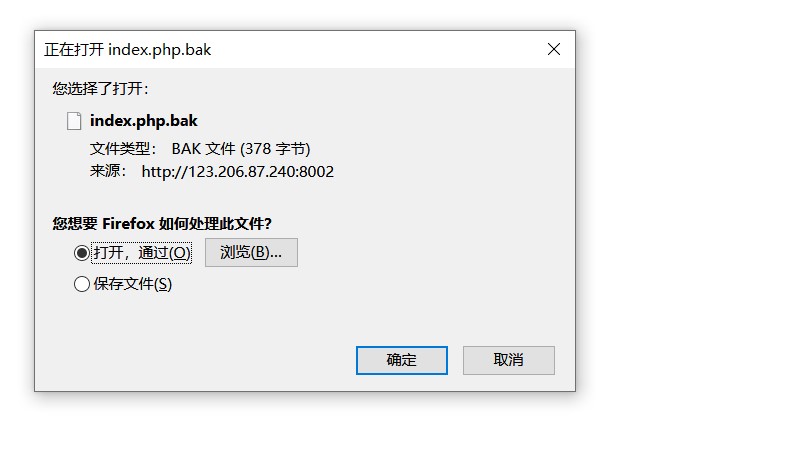 正在打开 index.php.bak
您选择了打开：
index.php.bak
文件类型： BAK 文件 (378 字节)
来源： http://123.206.87.240:8002
您想要 Firefox 如何处理此文件？
打开，通过(O) 浏览(B)...
保存文件(S)
确定 取消